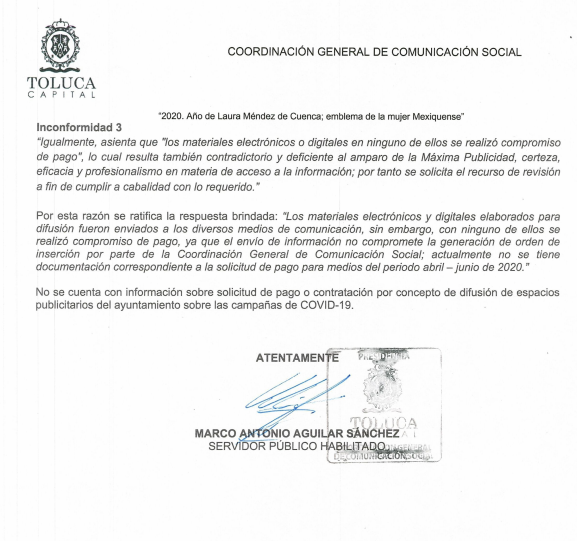 COORDINACIÓN GENERAL DE COMUNICACIÓN SOCIAL
TOLUCA
CAPITAL
"2020. Año de Laura Méndez de Cuenca; emblema de la mujer Mexiquense"
Inconformidad 3
"Igualmente, asienta que "los materiales electrónicos o digitales en ninguno de ellos se realizó compromiso
de pago", lo cual resulta también contradictorio y deficiente al amparo de la Máxima Publicidad, certeza,
eficacia y profesionalismo en materia de acceso a la información; por tanto se solicita el recurso de revisión
a fin de cumplir a cabalidad con lo requerido."
Por esta razón se ratifica la respuesta brindada: "Los materiales electrónicos y digitales elaborados para
difusión fueron enviados a los diversos medios de comunicación, sin embargo, con ninguno de ellos se
realizó compromiso de pago, ya que el envío de información no compromete la generación de orden de
inserción por parte de la Coordinación General de Comunicación Social; actualmente no se tiene
documentación correspondiente a la solicitud de pago para medios del periodo abril – junio de 2020."
No se cuenta con información sobre solicitud de pago o contratación por concepto de difusión de espacios
publicitarios del ayuntamiento sobre las campañas de COVID-19.
ATENTAMENTE
PRESIDENCIA
TOLUCA
MARCO ANTONIO AGUILAR SÁNCHEZ
SERVIDOR PÚBLICO HABILITADO
DE COMUNICACIÓN SOCIAL